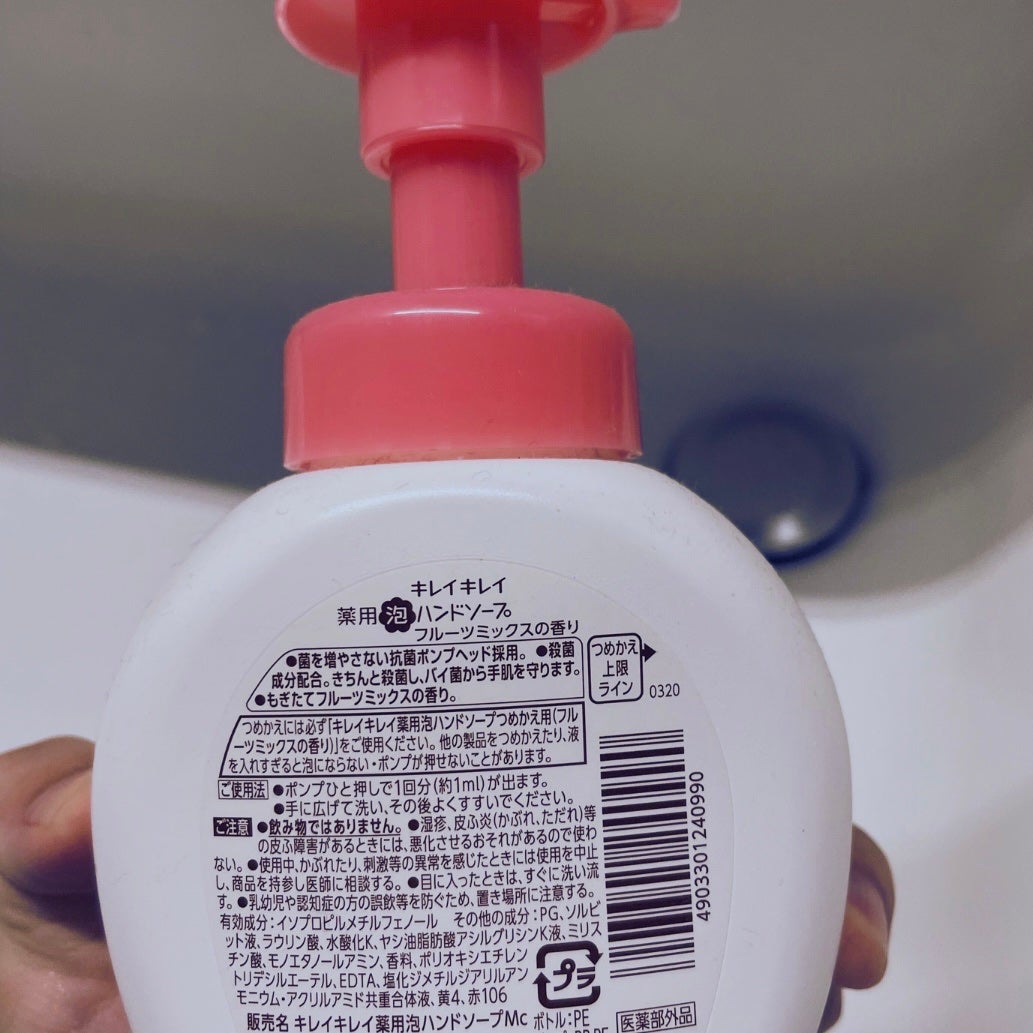 キレイキレイ
薬用泡ハンドソープ
フルーツミックスの香り
●菌を増やさない抗菌ポンプヘッド採用。●殺菌
成分配合。きちんと殺菌し、バイ菌から手肌を守ります。
●もぎたてフルーツミックスの香り。
つめかえ
上限
ライン
0320
つめかえには必ず「キレイキレイ薬用泡ハンドソープつめかえ用(フル
ーツミックスの香り)」をご使用ください。他の製品をつめかえたり、液
を入れすぎると泡にならない・ポンプが押せないことがあります。
ご使用法 ●ポンプひと押しで1回分(約1ml)が出ます。
●手に広げて洗い、その後よくすすいでください。
ご注意 ●飲み物ではありません。●湿疹、皮ふ炎(かぶれ、ただれ)等
の皮ふ障害があるときには、悪化させるおそれがあるので使わ
ない。●使用中、かぶれたり、刺激等の異常を感じたときには使用を中止
し、商品を持参し医師に相談する。●目に入ったときは、すぐに洗い流
す。●乳幼児や認知症の方の誤飲等を防ぐため、置き場所に注意する。
有効成分:イソプロピルメチルフェノール その他の成分:PG、ソルビ
ット液、ラウリン酸、水酸化K、ヤシ油脂肪酸アシルグリシンK液、ミリス
チン酸、モノエタノールアミン、香料、ポリオキシエチレン
トリデシルエーテル、EDTA、塩化ジメチルジアリルアン
モニウム・アクリルアミド共重合体液、黄4、赤106
販売名 キレイキレイ薬用泡ハンドソープMc ボトル:PE
プラ
医薬部外品
4903301240990